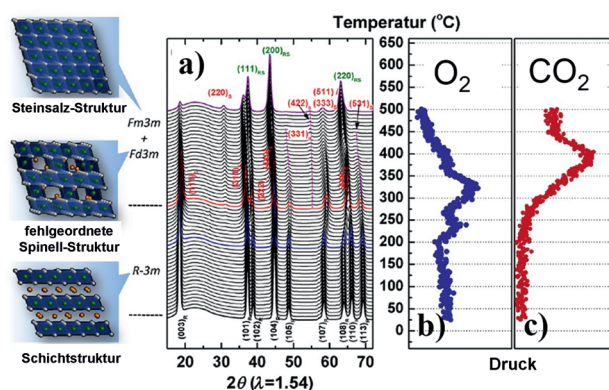 Temperatur (°C)
Steinsalz-Struktur
fehlgeordnete
Spinell-Struktur
Schichtstruktur
Fm3m
+
Fd3m
R-3m
a)
(220)S
(111)RS
(200)RS
(422)S
(331)
(511)
(333)S
(220)RS
(531)S
(003)R
(101)
(102)
(104)
(105)
(107)
(108)
(110)
(113)
20
30
40
50
60
70
2θ (λ=1.54)
650
600
550
500
450
400
350
300
250
200
150
100
50
0
O2
b)
CO2
c)
Druck